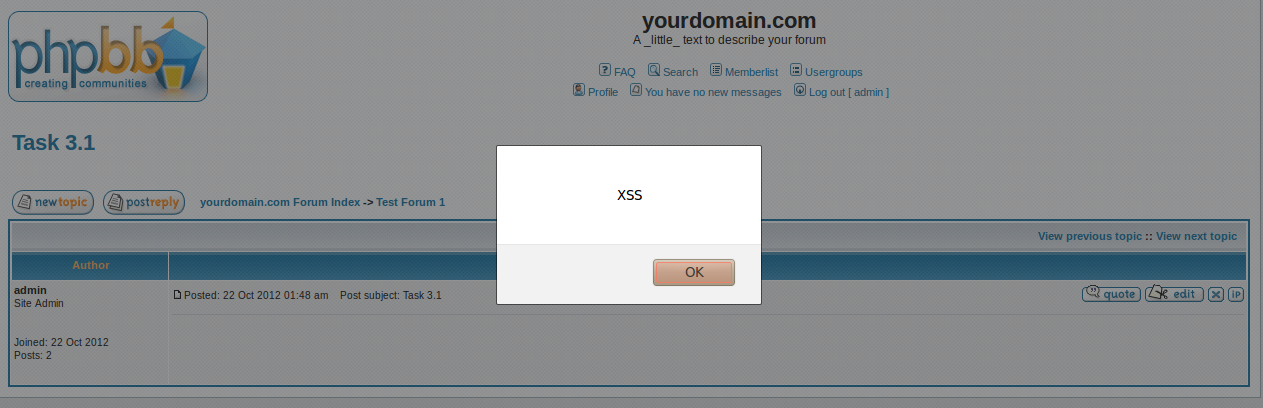 phpbb
creating communities
yourdomain.com
A _little_ text to describe your forum
FAQ Search Memberlist Usergroups
Profile You have no new messages Log out [ admin ]
Task 3.1
newtopic postreply yourdomain.com Forum Index -> Test Forum 1
XSS
OK
View previous topic :: View next topic
Author
admin
Site Admin
Joined: 22 Oct 2012
Posts: 2
Posted: 22 Oct 2012 01:48 am Post subject: Task 3.1
quote edit X iP